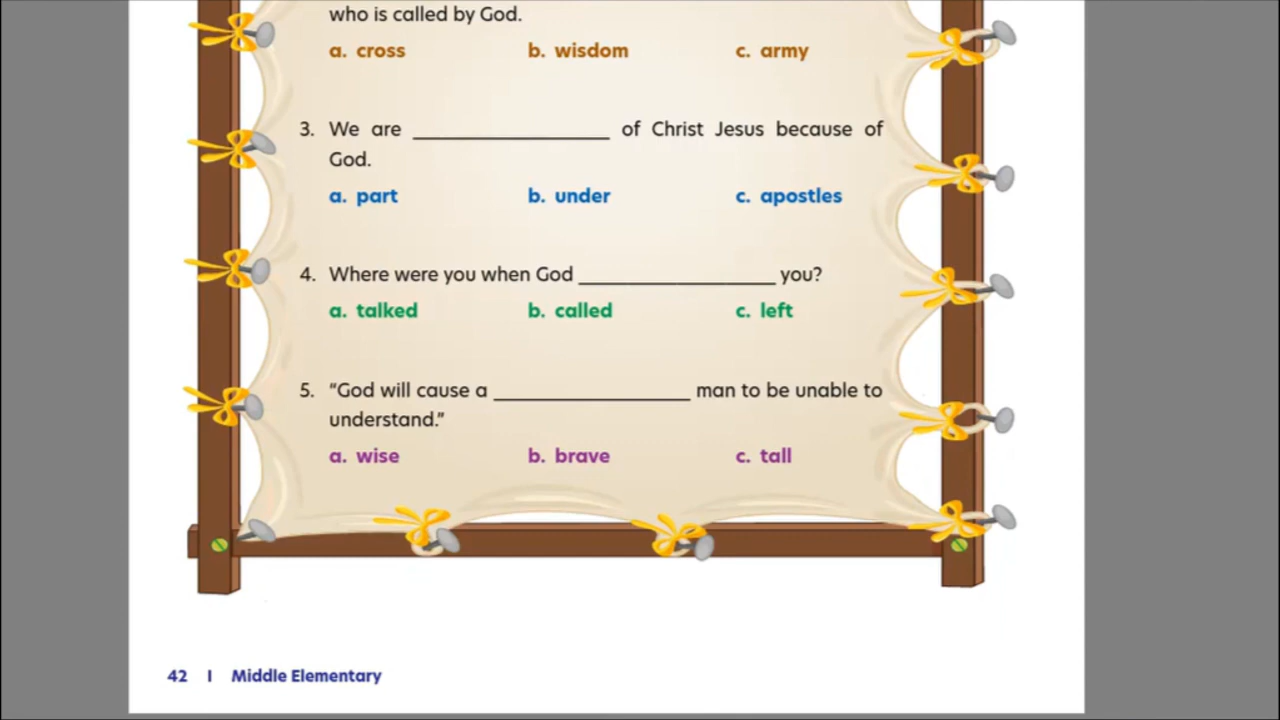 who is called by God.
a. cross b. wisdom c. army
3. We are __________________ of Christ Jesus because of
God.
a. part b. under c. apostles
4. Where were you when God __________________ you?
a. talked b. called c. left
5. “God will cause a __________________ man to be unable to
understand.”
a. wise b. brave c. tall
42 | Middle Elementary